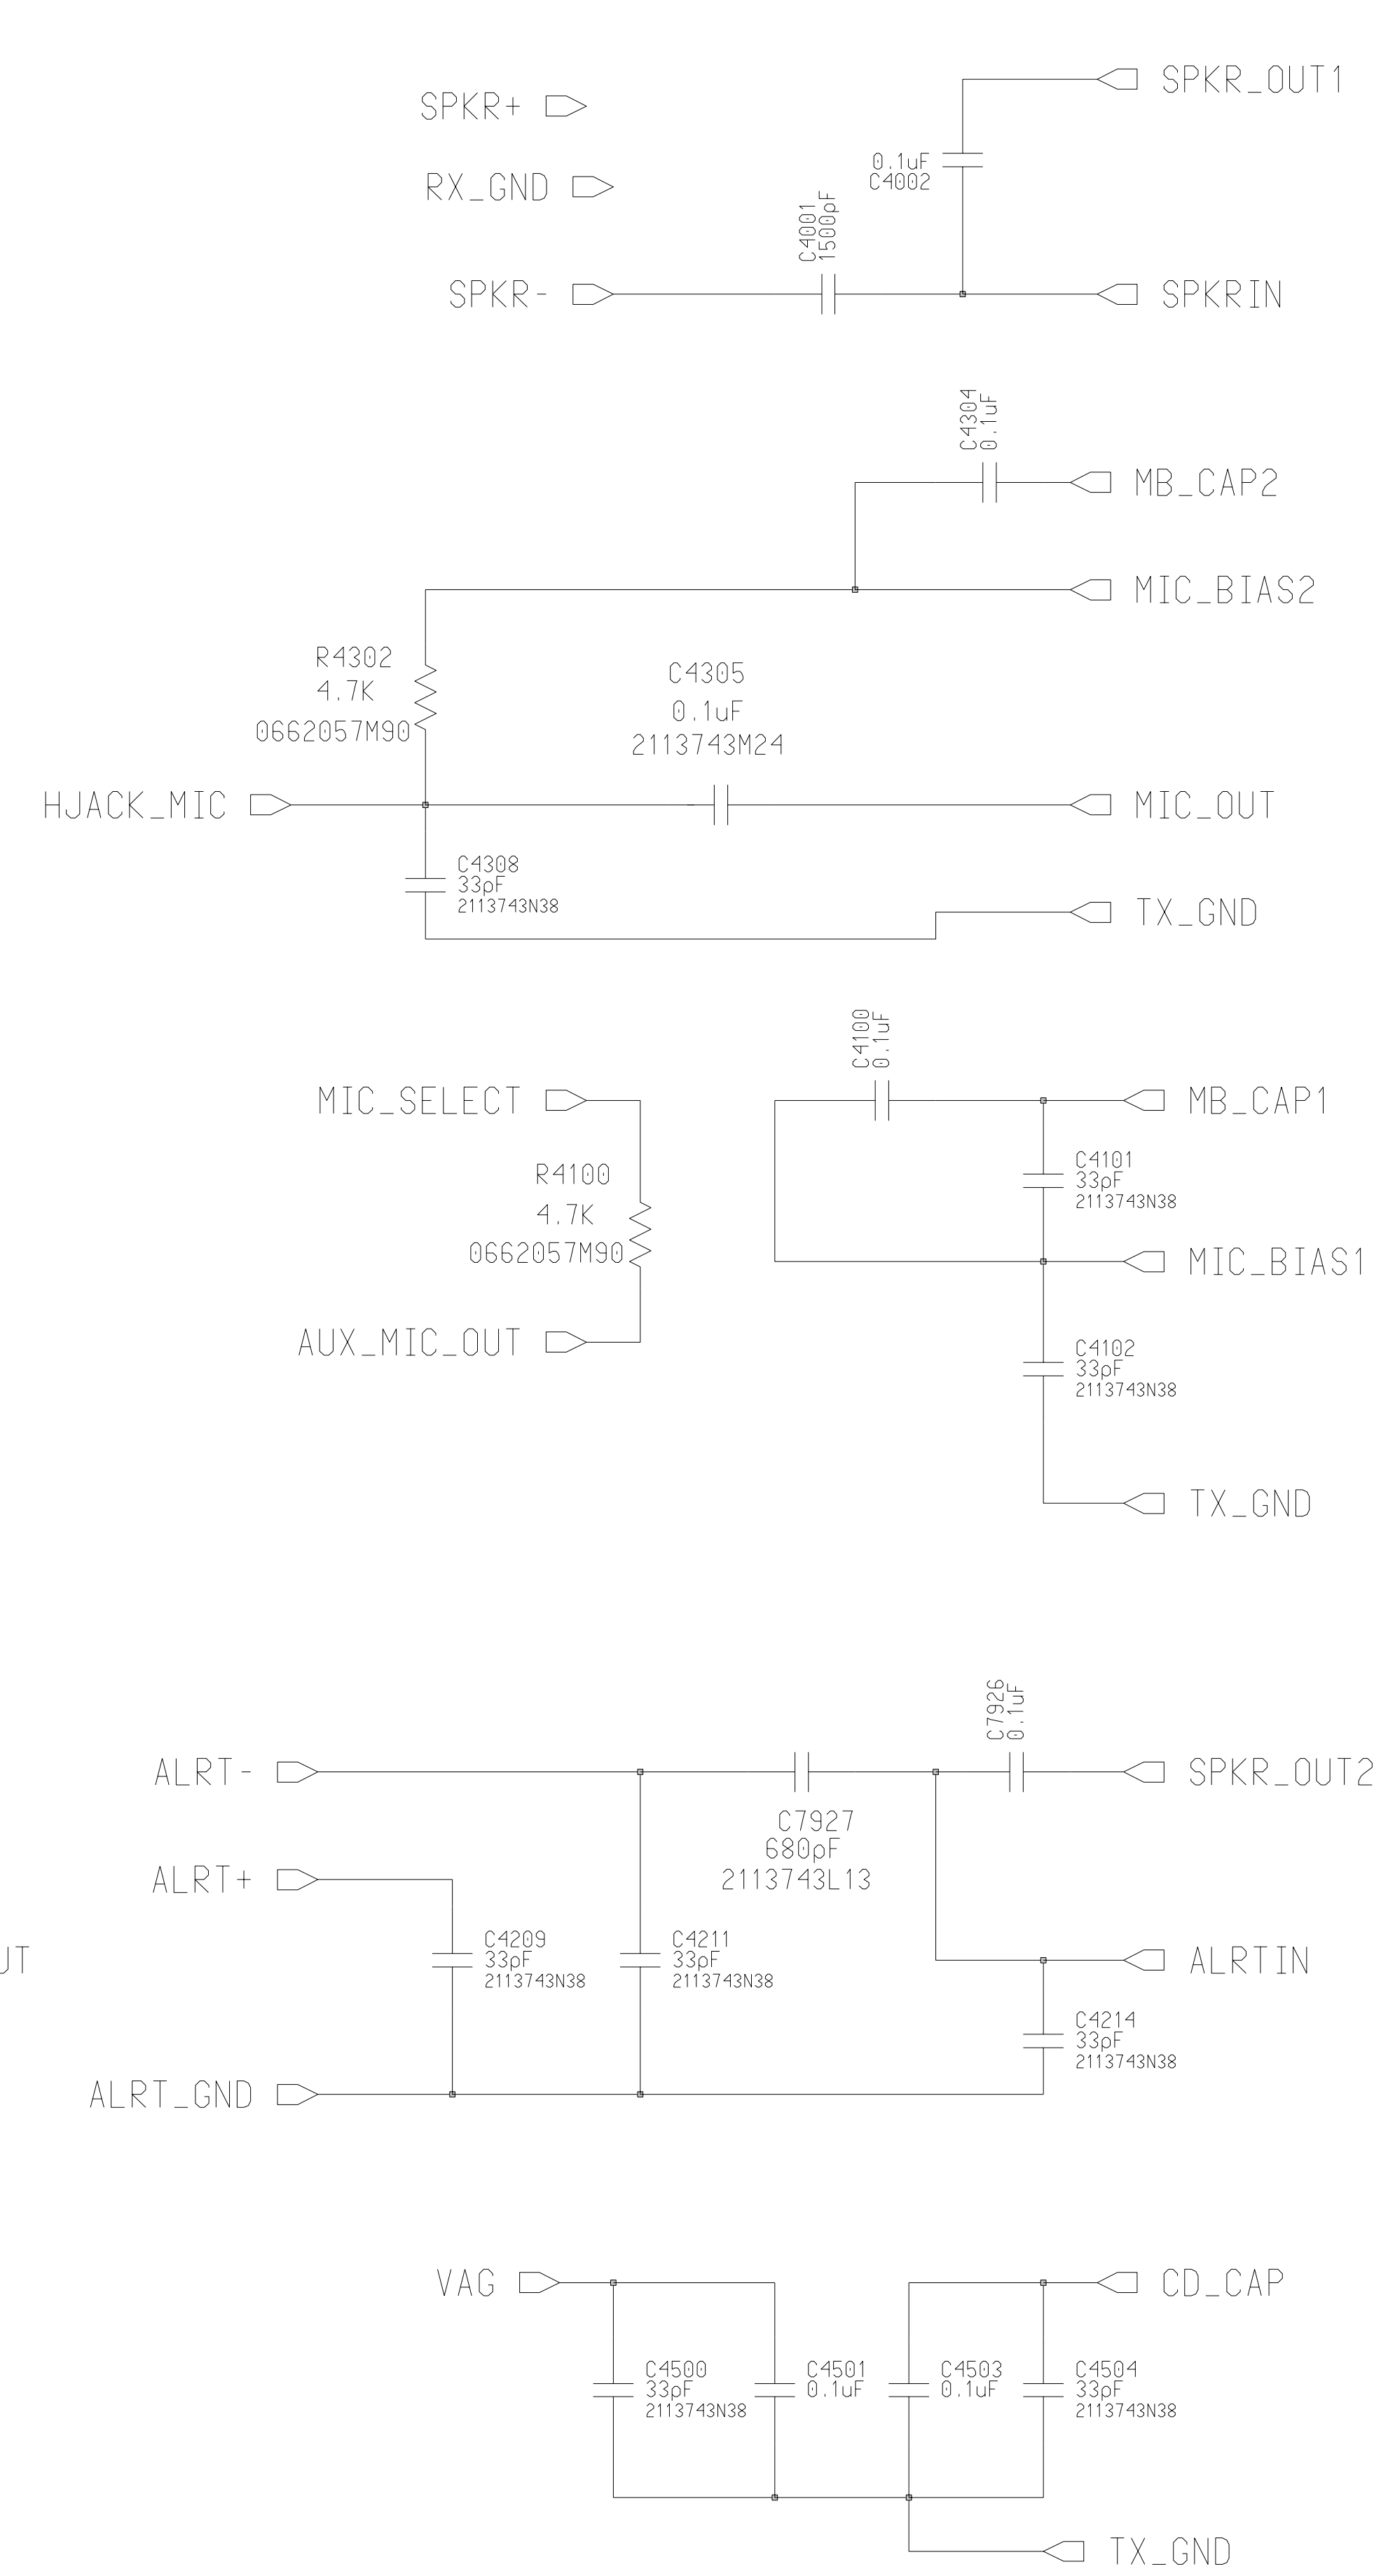 SPKR_OUT1
SPKR+
0.1uF
C4002
RX_GND
C4001
1500pF
SPKR-
SPKRIN
C4304
0.1uF
MB_CAP2
MIC_BIAS2
R4302
4.7K
0662057M90
C4305
0.1uF
2113743M24
HJACK_MIC
MIC_OUT
C4308
33pF
2113743N38
TX_GND
C4100
0.1uF
MIC_SELECT
MB_CAP1
R4100
4.7K
0662057M90
C4101
33pF
2113743N38
MIC_BIAS1
AUX_MIC_OUT
C4102
33pF
2113743N38
TX_GND
C7926
0.1uF
ALRT-
SPKR_OUT2
C7927
680pF
2113743L13
ALRT+
C4209
33pF
2113743N38
C4211
33pF
2113743N38
UT
ALRTIN
C4214
33pF
2113743N38
ALRT_GND
VAG
CD_CAP
C4500
33pF
2113743N38
C4501
0.1uF
C4503
0.1uF
C4504
33pF
2113743N38
TX_GND